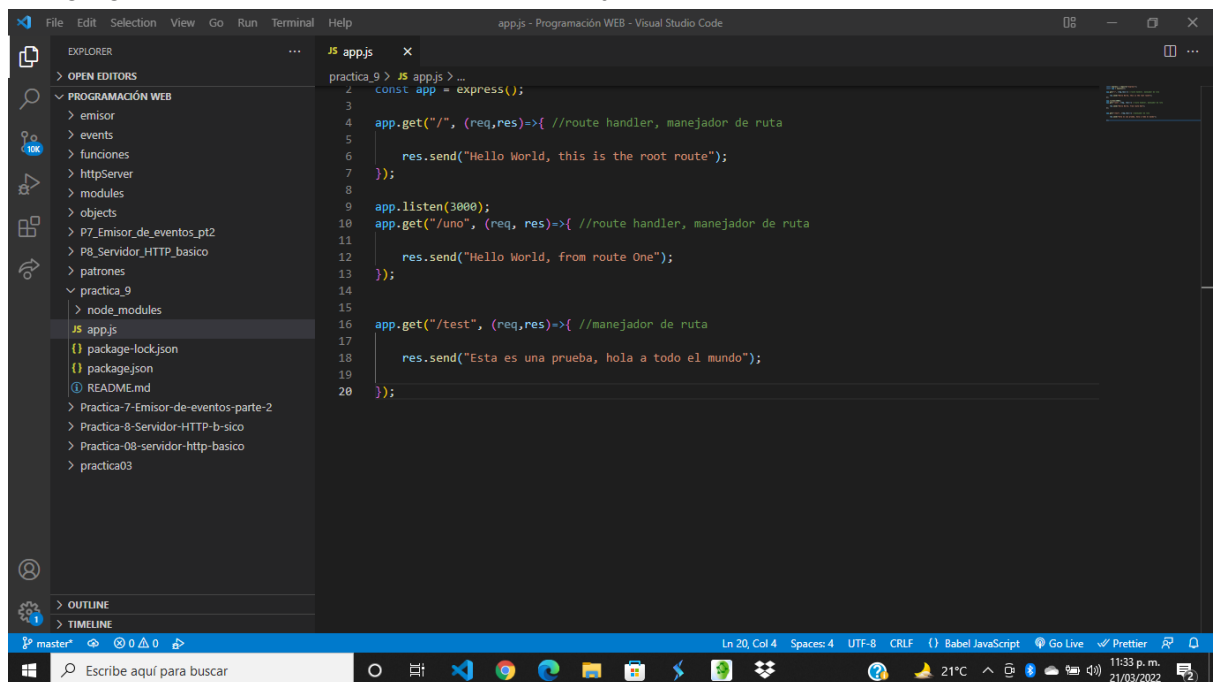 File Edit Selection View Go Run Terminal Help
app.js - Programación WEB - Visual Studio Code
EXPLORER
OPEN EDITORS
PROGRAMACIÓN WEB
emisor
events
funciones
httpServer
modules
objects
P7_Emisor_de_eventos_pt2
P8_Servidor_HTTP_basico
patrones
practica_9
node_modules
JS app.js
{} package-lock.json
{} package.json
README.md
Practica-7-Emisor-de-eventos-parte-2
Practica-8-Servidor-HTTP-b-sico
Practica-08-servidor-http-basico
practica03
OUTLINE
TIMELINE
10K
1
JS app.js
practica_9 > JS app.js > ...
2 const app = express();
3
4 app.get("/", (req,res)=>{ //route handler, manejador de ruta
5
6 res.send("Hello World, this is the root route");
7 });
8
9 app.listen(3000);
10 app.get("/uno", (req, res)=>{ //route handler, manejador de ruta
11
12 res.send("Hello World, from route One");
13 });
14
15
16 app.get("/test", (req,res)=>{ //manejador de ruta
17
18 res.send("Esta es una prueba, hola a todo el mundo");
19
20 });
master* 0 0 Ln 20, Col 4 Spaces: 4 UTF-8 CRLF {} Babel JavaScript Go Live Prettier
Escribe aquí para buscar
21°C
11:33 p. m.
21/03/2022
2